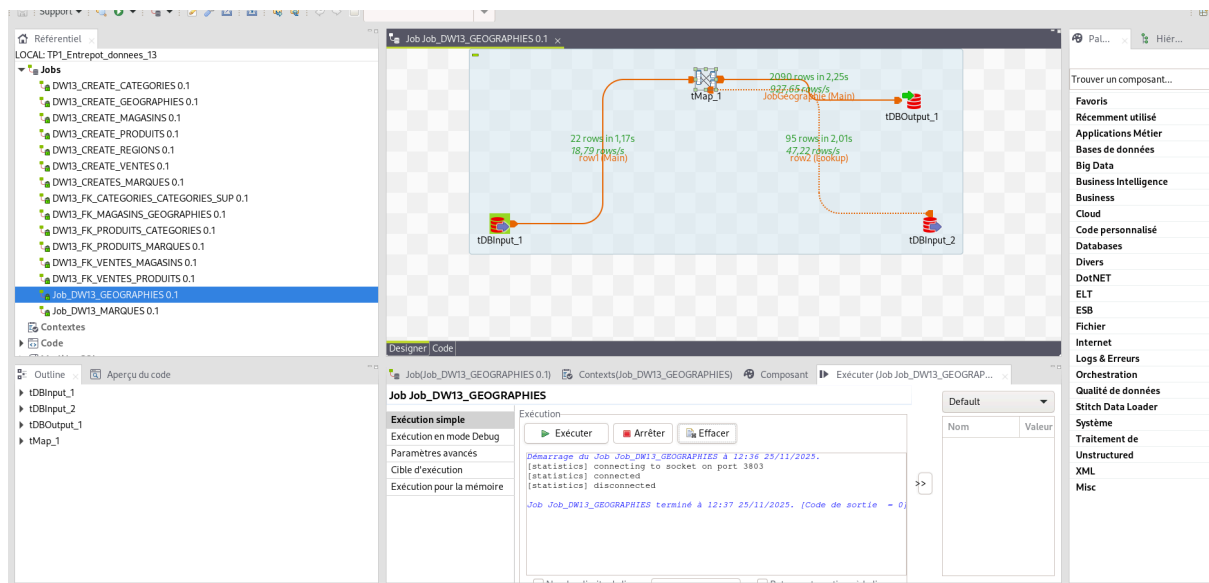 Support
Référentiel
LOCAL: TP1_Entrepot_donnees_13
Jobs
DW13_CREATE_CATEGORIES 0.1
DW13_CREATE_GEOGRAPHIES 0.1
DW13_CREATE_MAGASINS 0.1
DW13_CREATE_PRODUITS 0.1
DW13_CREATE_REGIONS 0.1
DW13_CREATE_VENTES 0.1
DW13_CREATES_MARQUES 0.1
DW13_FK_CATEGORIES_CATEGORIES_SUP 0.1
DW13_FK_MAGASINS_GEOGRAPHIES 0.1
DW13_FK_PRODUITS_CATEGORIES 0.1
DW13_FK_PRODUITS_MARQUES 0.1
DW13_FK_VENTES_MAGASINS 0.1
DW13_FK_VENTES_PRODUITS 0.1
Job_DW13_GEOGRAPHIES 0.1
Job_DW13_MARQUES 0.1
Contextes
Code
Job Job_DW13_GEOGRAPHIES 0.1
2090 rows in 2,25s
927,65 rows/s
JobGeographie (Main)
tMap_1
tDBOutput_1
22 rows in 1,17s
18,79 rows/s
row1 (Main)
95 rows in 2,01s
47,22 rows/s
row2 (Lookup)
tDBInput_1
tDBInput_2
Designer Code
Pal...
Hiér...
Trouver un composant...
Favoris
Récemment utilisé
Applications Métier
Bases de données
Big Data
Business Intelligence
Business
Cloud
Code personnalisé
Databases
Divers
DotNET
ELT
ESB
Fichier
Internet
Logs & Erreurs
Orchestration
Qualité de données
Stitch Data Loader
Système
Traitement de
Unstructured
XML
Misc
Outline
Aperçu du code
tDBInput_1
tDBInput_2
tDBOutput_1
tMap_1
Job(Job_DW13_GEOGRAPHIES 0.1)
Contexts(Job_DW13_GEOGRAPHIES)
Composant
Exécuter (Job Job_DW13_GEOGRAP...
Job Job_DW13_GEOGRAPHIES
Exécution simple
Exécution en mode Debug
Paramètres avancés
Cible d'exécution
Exécution pour la mémoire
Exécution
Exécuter
Arrêter
Effacer
Démarrage du Job Job_DW13_GEOGRAPHIES à 12:36 25/11/2025.
[statistics] connecting to socket on port 3803
[statistics] connected
[statistics] disconnected
Job Job_DW13_GEOGRAPHIES terminé à 12:37 25/11/2025. [Code de sortie = 0]
>>
Default
Nom
Valeur